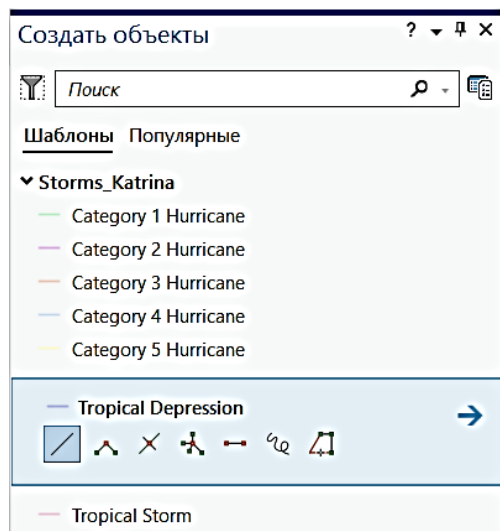 Создать объекты
?
Поиск
Шаблоны Популярные
Storms_Katrina
Category 1 Hurricane
Category 2 Hurricane
Category 3 Hurricane
Category 4 Hurricane
Category 5 Hurricane
Tropical Depression
Tropical Storm